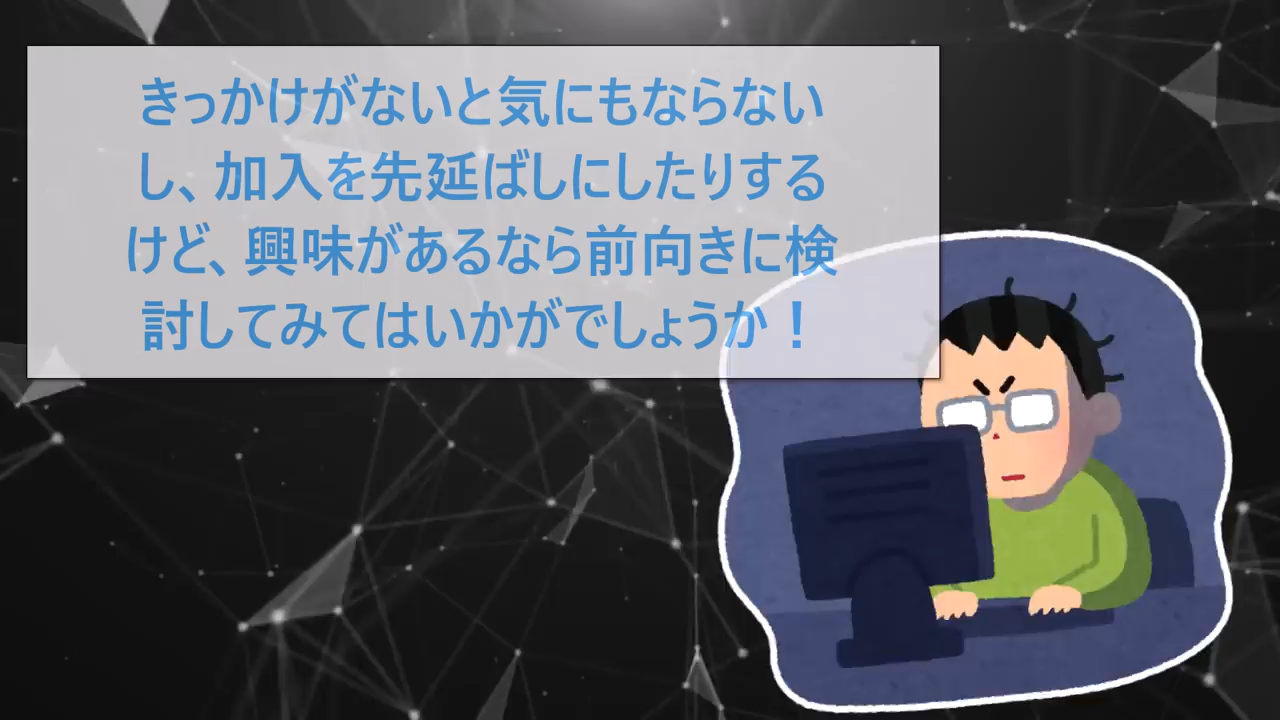 きっかけがないと気にもならない
し、加入を先延ばしにしたりする
けど、興味があるなら前向きに検
討してみてはいかがでしょうか！